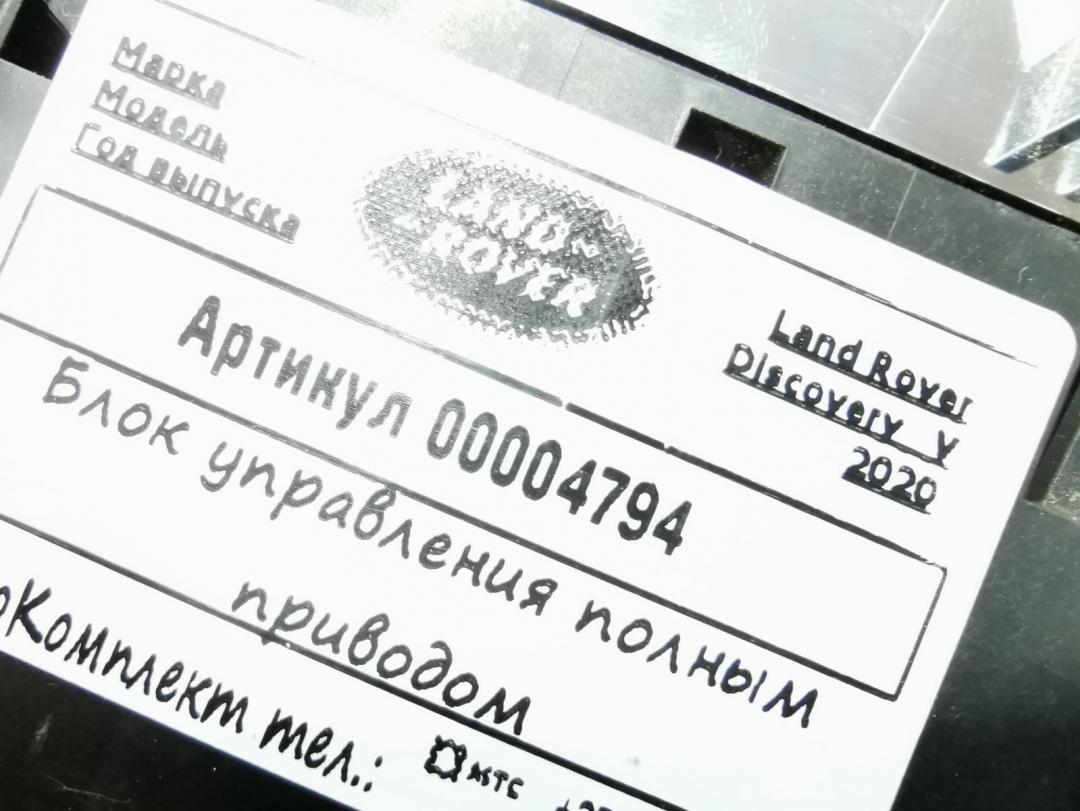 Марка
Модель
Год выпуска
LAND-
ROVER
Land Rover
Discovery V
2020
Артикул 00004794
Блок управления полным
приводом
Комплект тел.:
мтс